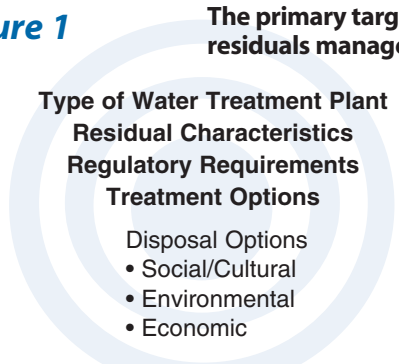 ure 1
The primary targ
residuals manage
Type of Water Treatment Plant
Residual Characteristics
Regulatory Requirements
Treatment Options
Disposal Options
• Social/Cultural
• Environmental
• Economic